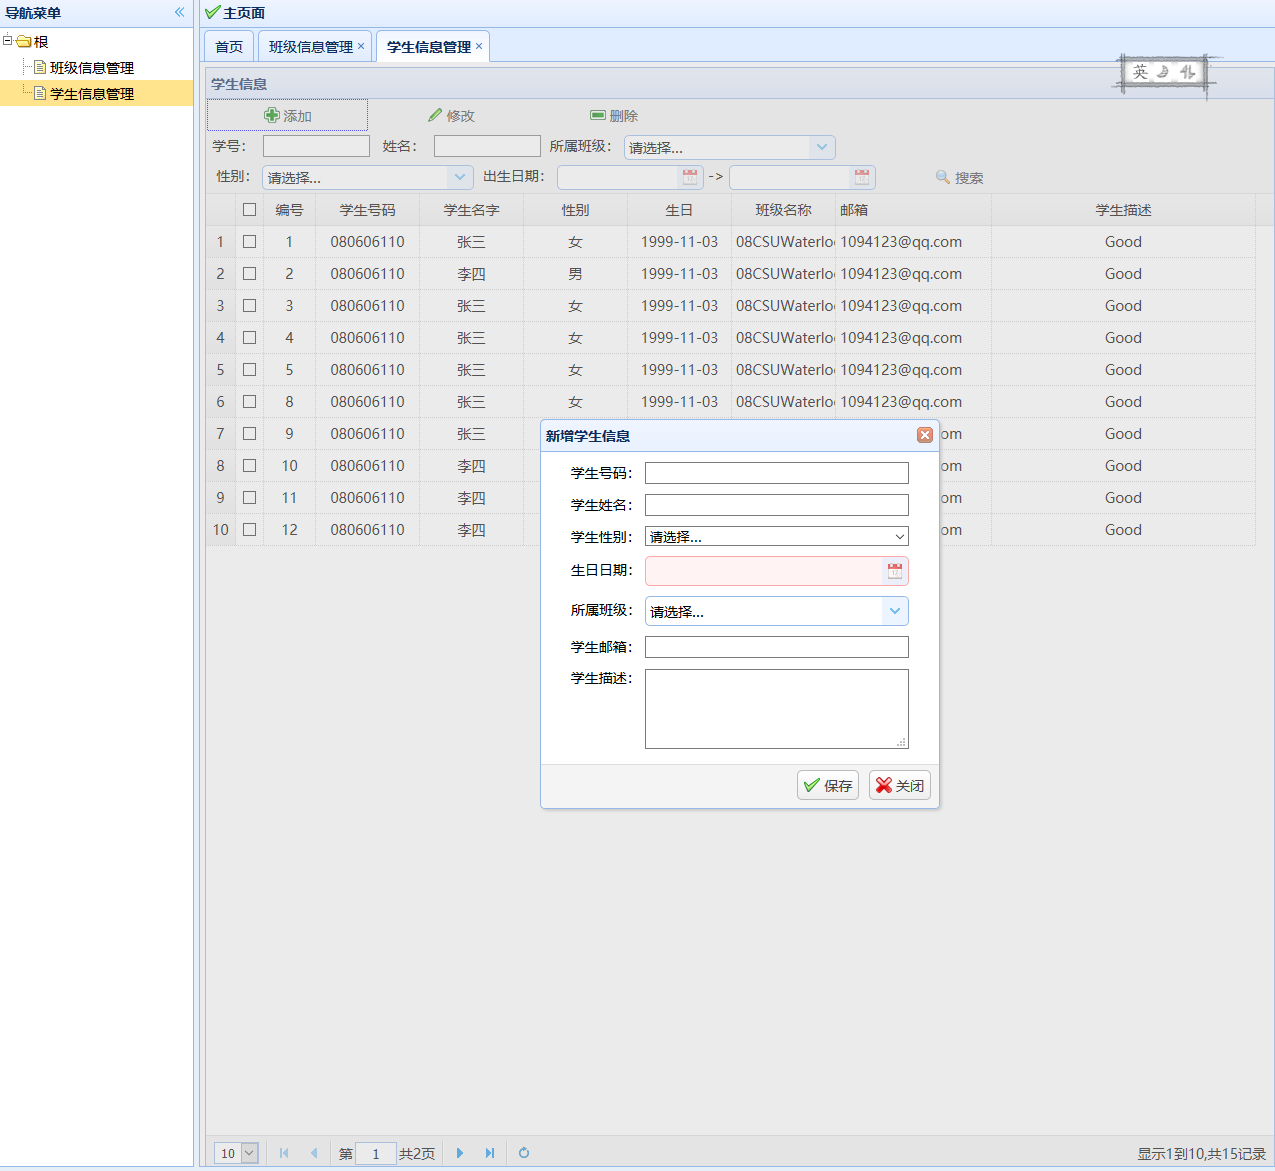 导航菜单
主页面
根
班级信息管理
学生信息管理
首页 班级信息管理 学生信息管理
英
学生信息
添加 修改 删除
学号： 姓名： 所属班级： 请选择...
性别： 请选择... 出生日期： -> 搜索
编号 学生号码 学生名字 性别 生日 班级名称 邮箱 学生描述
1 1 080606110 张三 女 1999-11-03 08CSUWaterloo 1094123@qq.com Good
2 2 080606110 李四 男 1999-11-03 08CSUWaterloo 1094123@qq.com Good
3 3 080606110 张三 女 1999-11-03 08CSUWaterloo 1094123@qq.com Good
4 4 080606110 张三 女 1999-11-03 08CSUWaterloo 1094123@qq.com Good
5 5 080606110 张三 女 1999-11-03 08CSUWaterloo 1094123@qq.com Good
6 8 080606110 张三 女 1999-11-03 08CSUWaterloo 1094123@qq.com Good
7 9 080606110 张三 om Good
8 10 080606110 李四 om Good
9 11 080606110 李四 om Good
10 12 080606110 李四 om Good
新增学生信息
学生号码：
学生姓名：
学生性别： 请选择...
生日日期：
所属班级： 请选择...
学生邮箱：
学生描述：
保存 关闭
10 第 1 共2页 显示1到10,共15记录